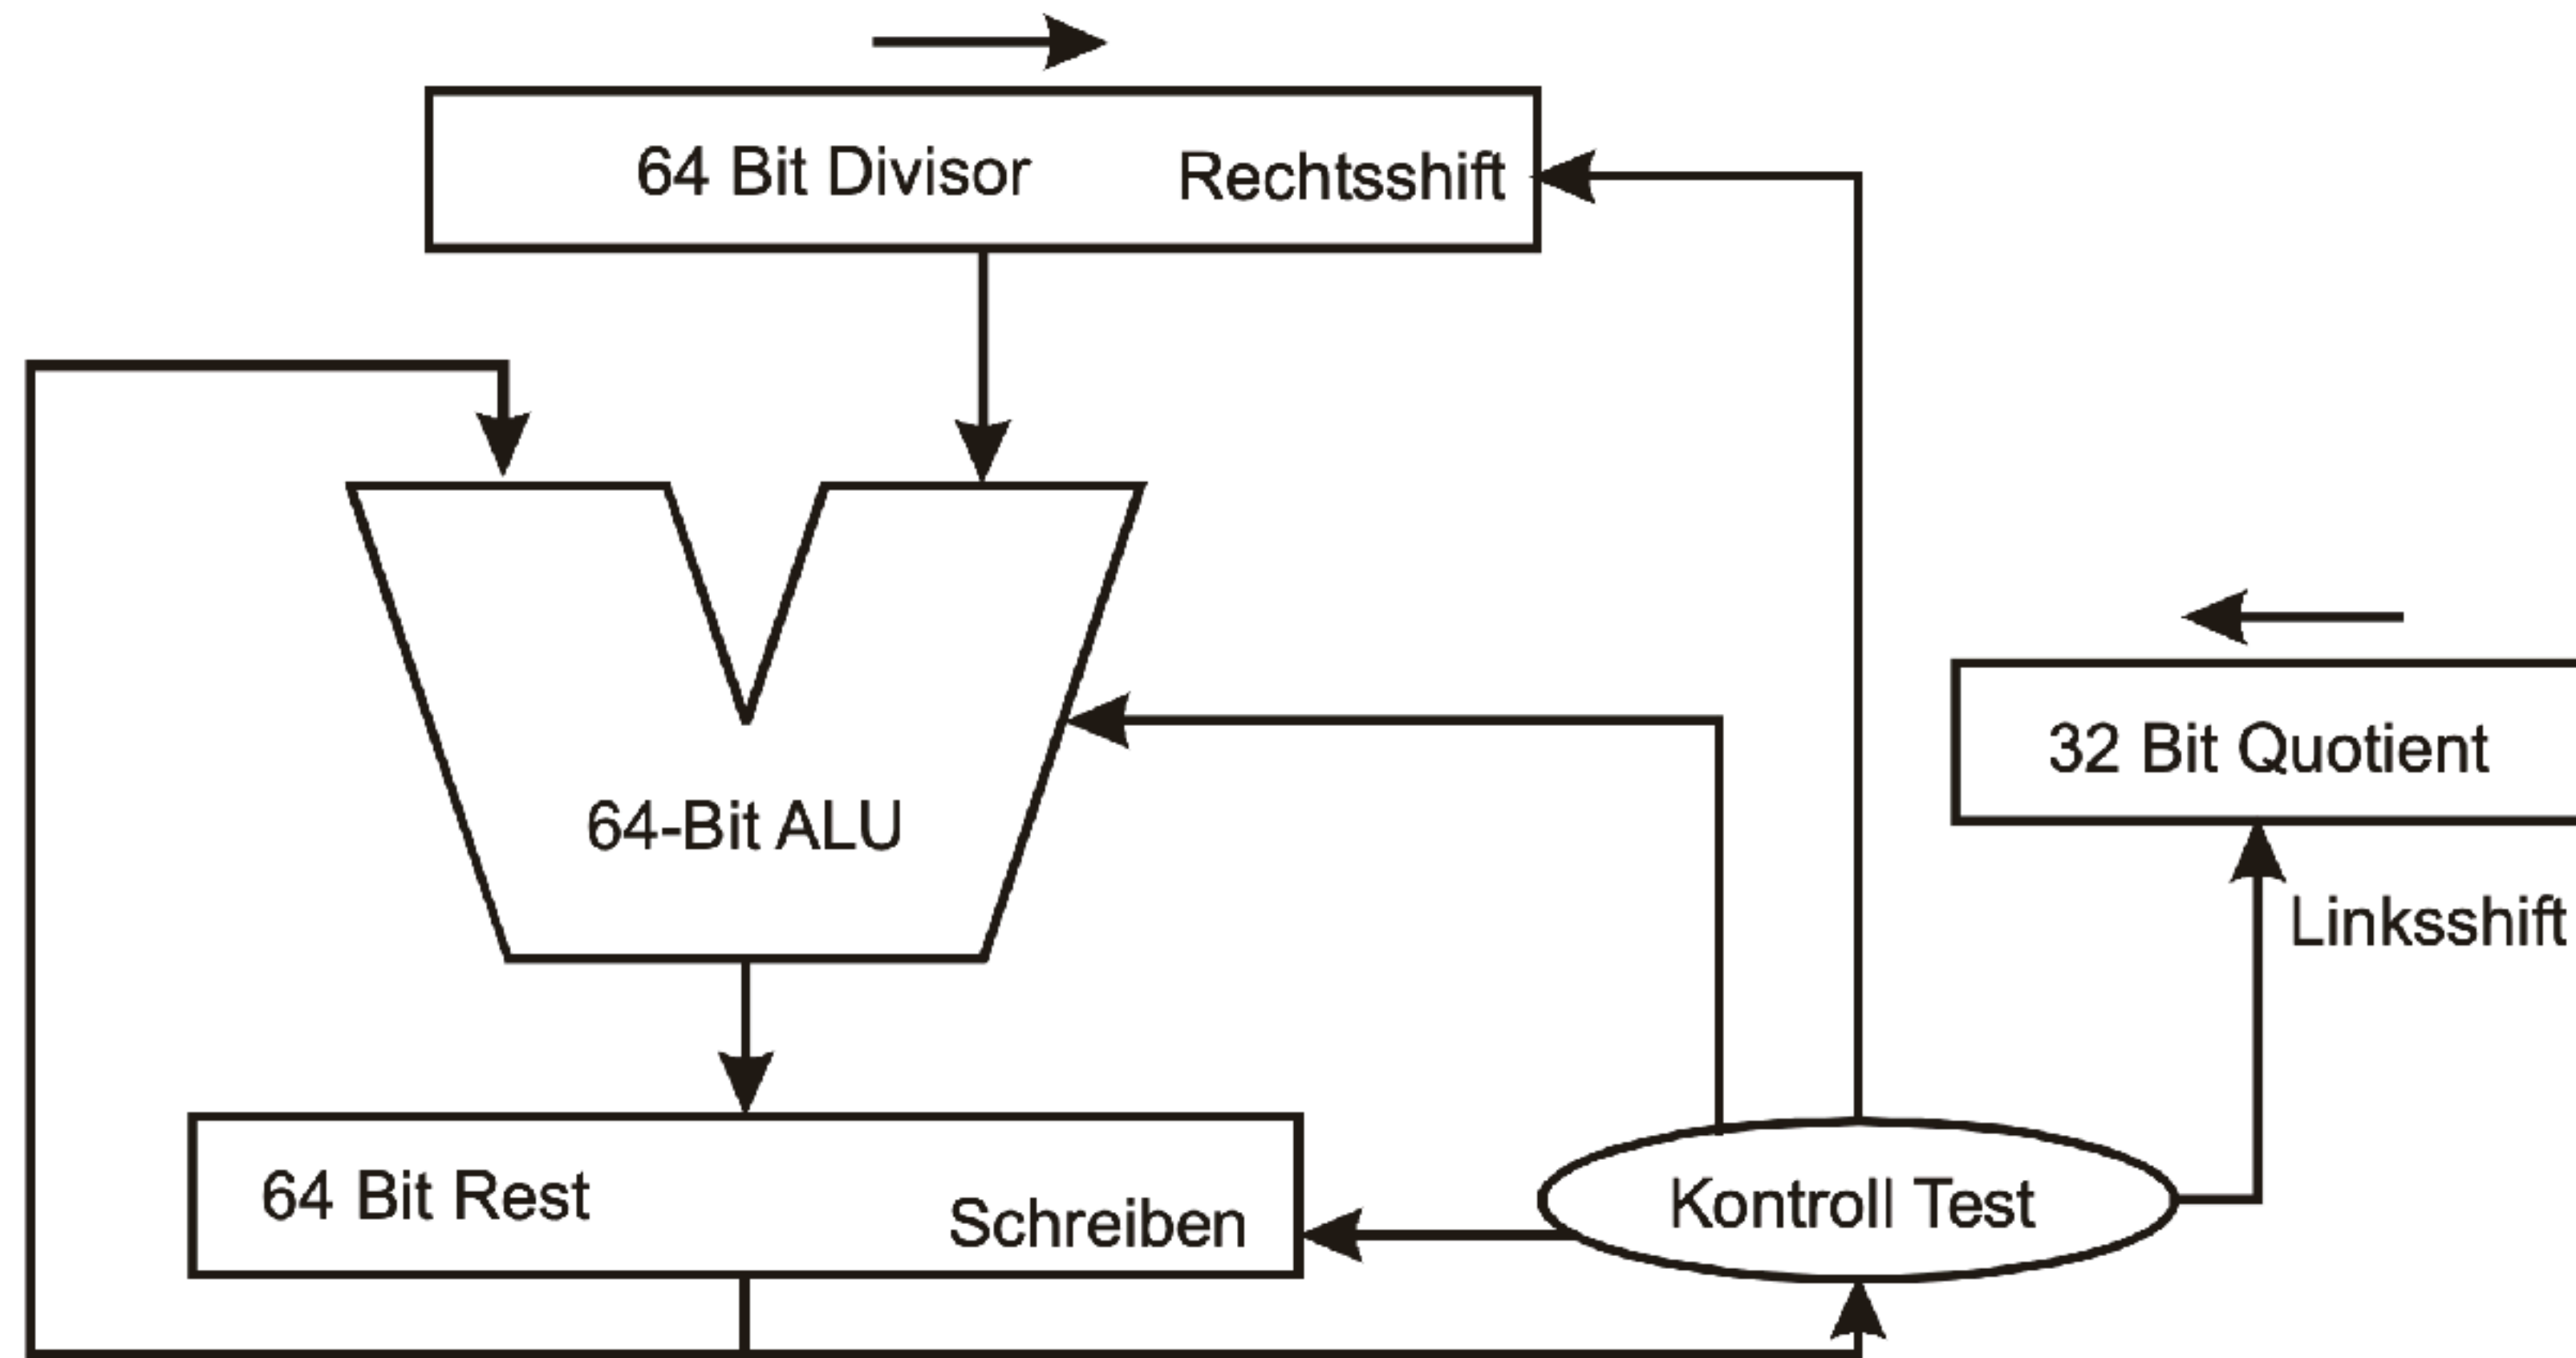 64 Bit Divisor
Rechtsshift
64-Bit ALU
32 Bit Quotient
Linksshift
64 Bit Rest
Schreiben
Kontroll Test